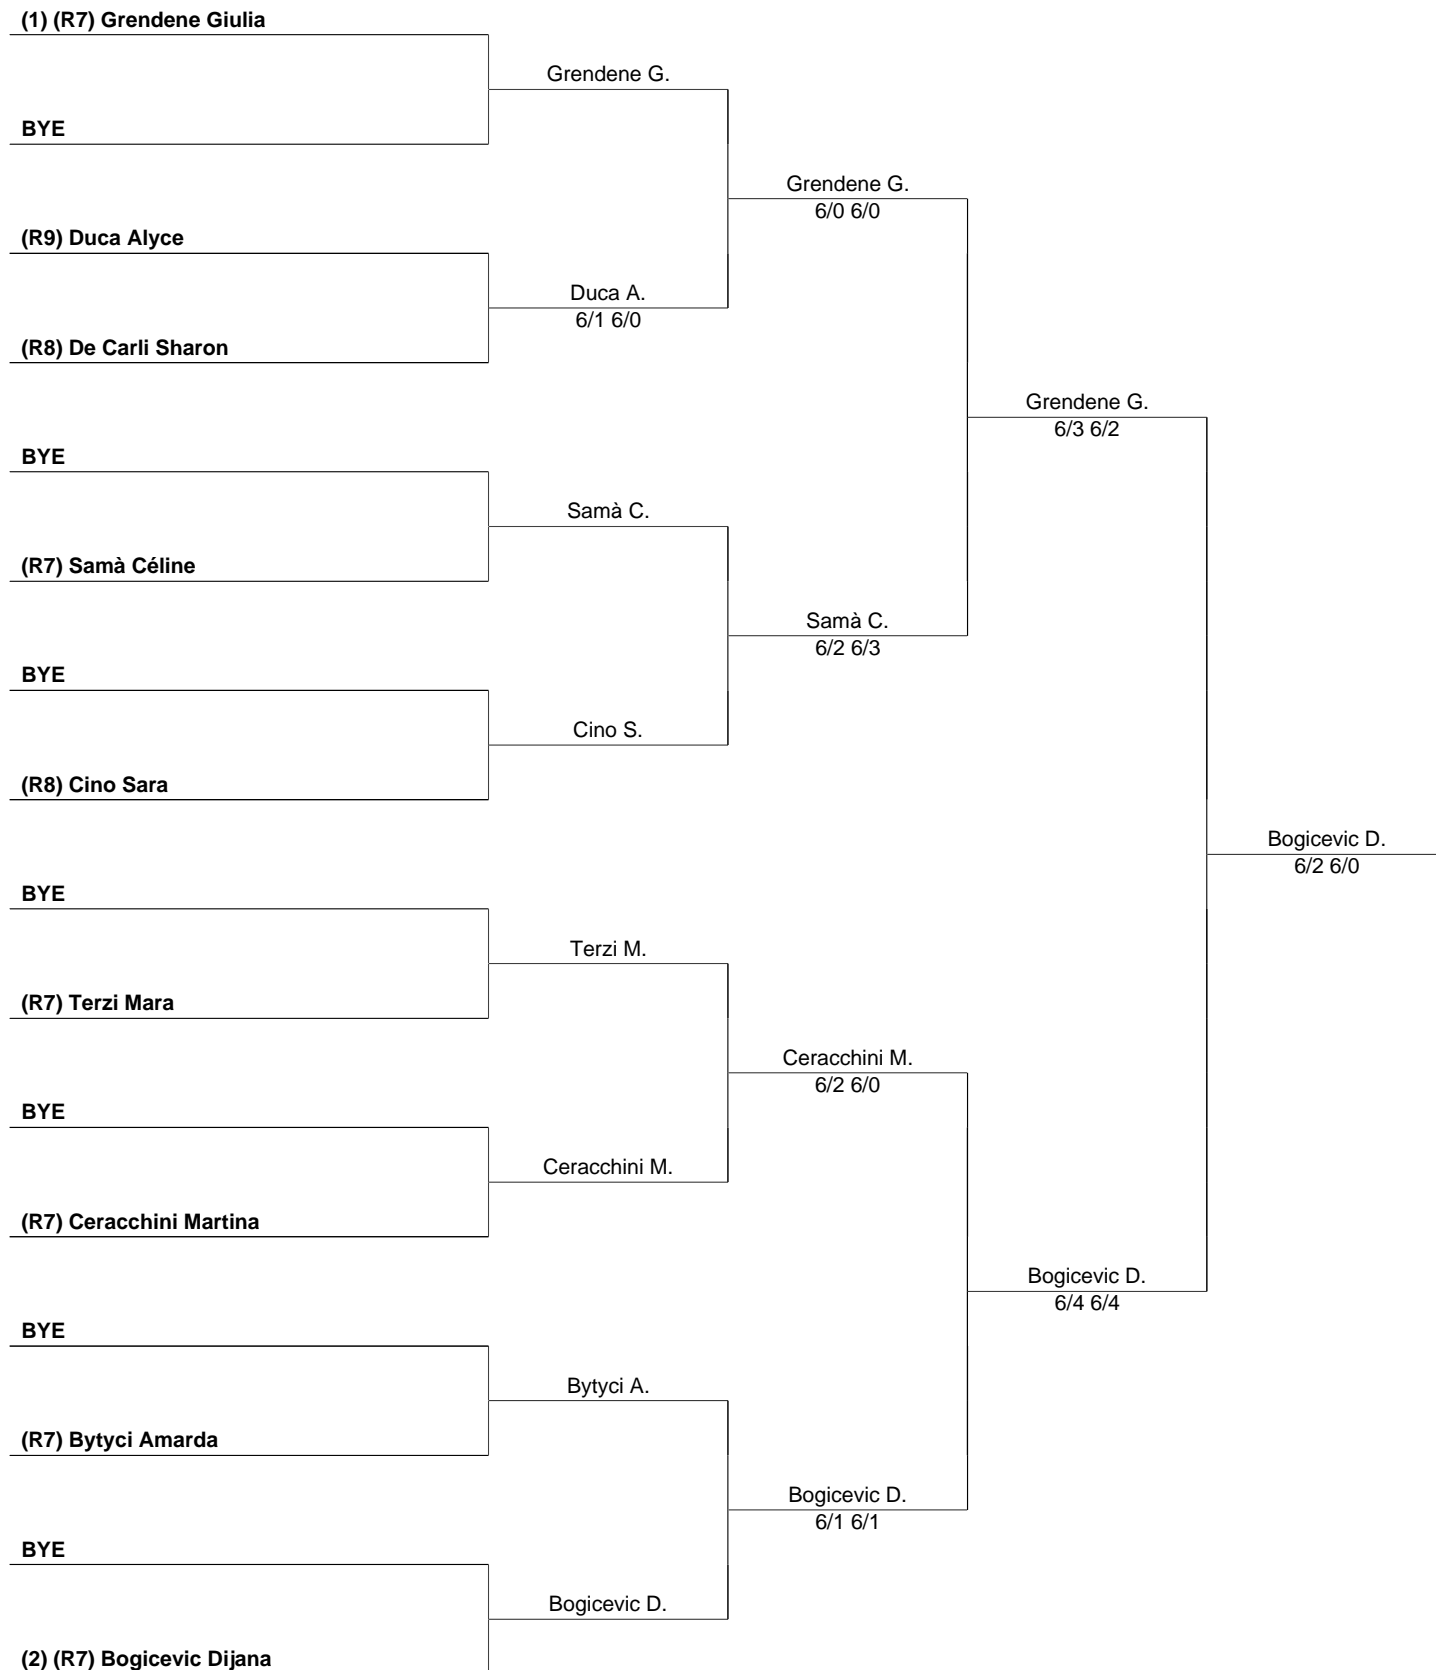 (1) (R7) Grendene Giulia
Grendene G.
BYE
Grendene G.
6/0 6/0
(R9) Duca Alyce
Duca A.
6/1 6/0
(R8) De Carli Sharon
Grendene G.
6/3 6/2
BYE
Samà C.
(R7) Samà Céline
Samà C.
6/2 6/3
BYE
Cino S.
(R8) Cino Sara
Bogicevic D.
6/2 6/0
BYE
Terzi M.
(R7) Terzi Mara
Ceracchini M.
6/2 6/0
BYE
Ceracchini M.
(R7) Ceracchini Martina
Bogicevic D.
6/4 6/4
BYE
Bytyci A.
(R7) Bytyci Amarda
Bogicevic D.
6/1 6/1
BYE
Bogicevic D.
(2) (R7) Bogicevic Dijana